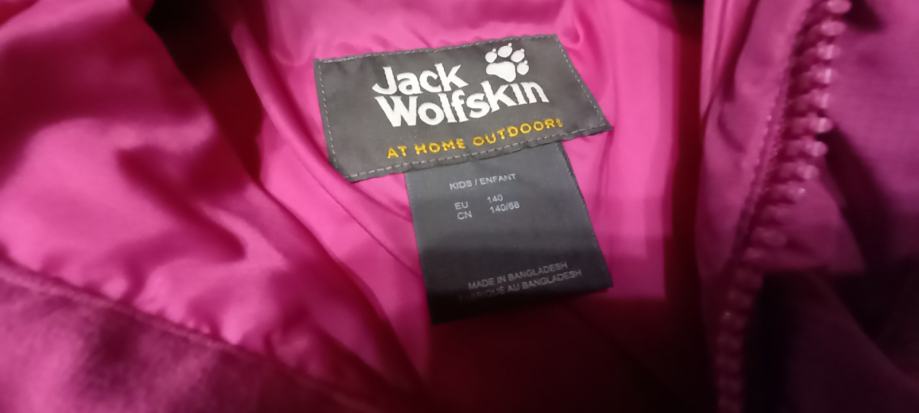 Jack
Wolfskin
AT HOME OUTDOORS
KIDS / ENFANT
EU 140
CN 140/68
MADE IN BANGLADESH
FABRIQUÉ AU BANGLADESH